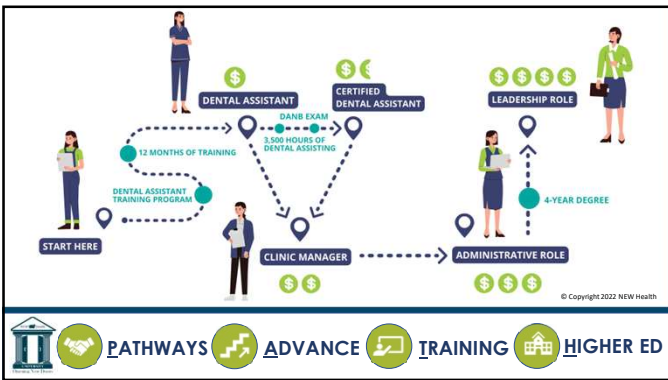 $
$ $
$ $ $ $
DENTAL ASSISTANT
CERTIFIED
DENTAL ASSISTANT
LEADERSHIP ROLE
DANB EXAM
3,500 HOURS OF
DENTAL ASSISTING
12 MONTHS OF TRAINING
DENTAL ASSISTANT
TRAINING PROGRAM
4-YEAR DEGREE
START HERE
CLINIC MANAGER
ADMINISTRATIVE ROLE
$ $
$ $ $
© Copyright 2022 NEW Health
UNIVERSITY
PATHWAYS ADVANCE TRAINING HIGHER ED